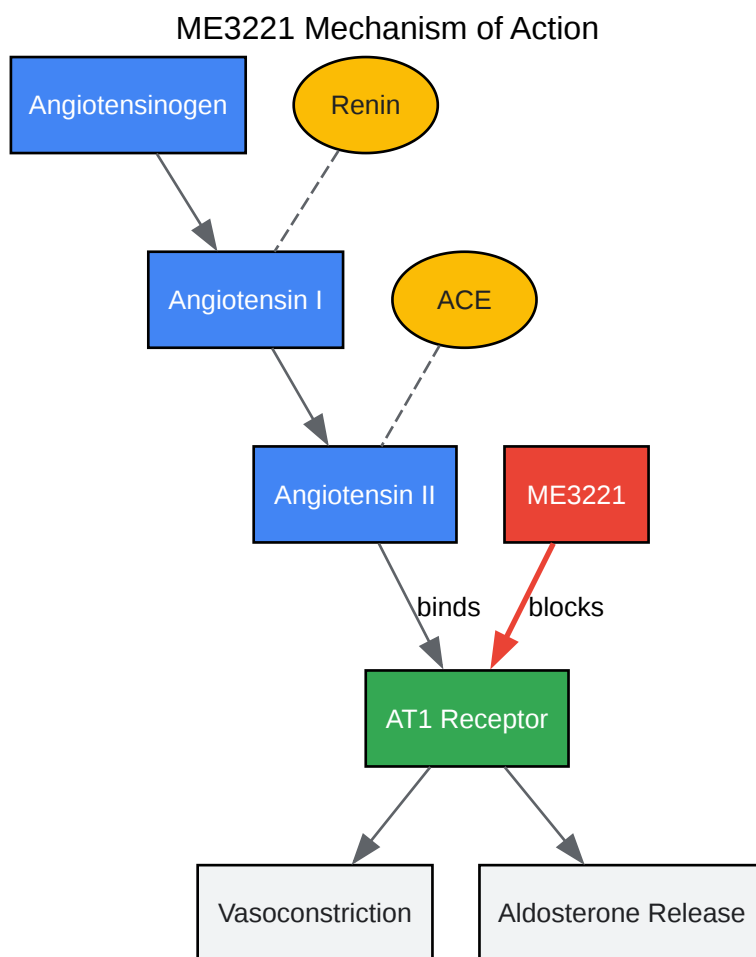 ME3221 Mechanism of Action
Angiotensinogen
Renin
Angiotensin I
ACE
Angiotensin II
ME3221
binds
blocks
AT1 Receptor
Vasoconstriction
Aldosterone Release